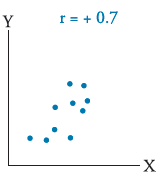 r = + 0.7
Y
X